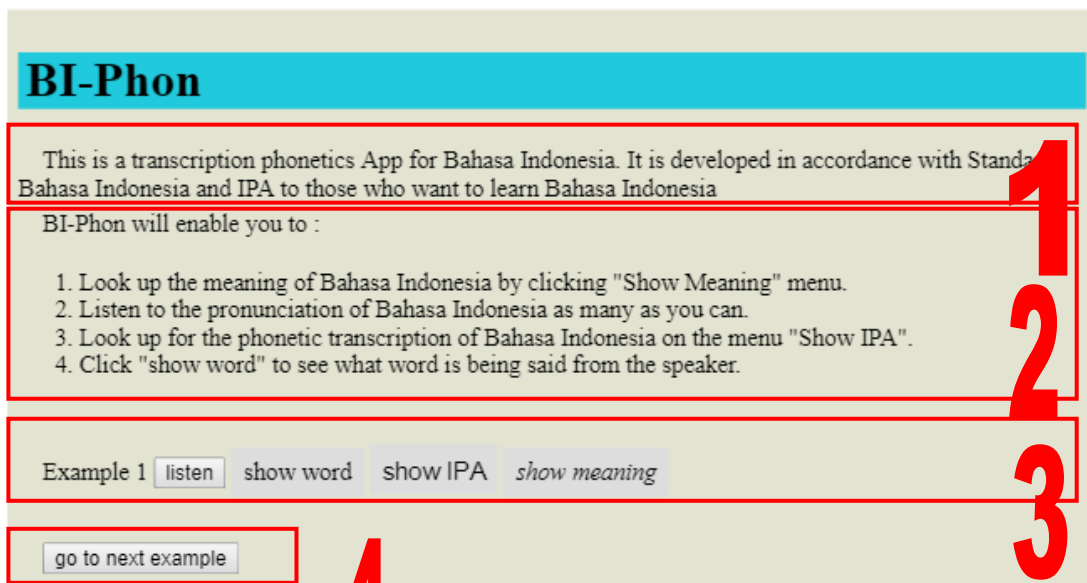 BI-Phon
This is a transcription phonetics App for Bahasa Indonesia. It is developed in accordance with
Bahasa Indonesia and IPA to those who want to learn Bahasa Indonesia
1
BI-Phon will enable you to :
1. Look up the meaning of Bahasa Indonesia by clicking "Show Meaning" menu.
2. Listen to the pronunciation of Bahasa Indonesia as many as you can.
3. Look up for the phonetic transcription of Bahasa Indonesia on the menu "Show IPA".
4. Click "show word" to see what word is being said from the speaker.
2
Example 1 listen show word show IPA show meaning
3
go to next example